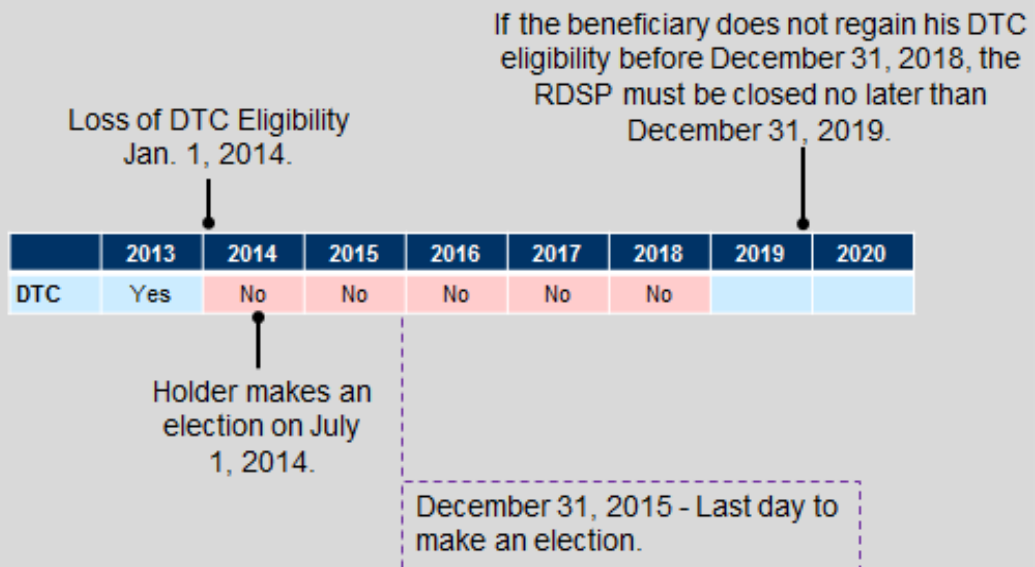 If the beneficiary does not regain his DTC
eligibility before December 31, 2018, the
RDSP must be closed no later than
December 31, 2019.
Loss of DTC Eligibility
Jan. 1, 2014.
2013 2014 2015 2016 2017 2018 2019 2020
DTC Yes No No No No No
Holder makes an
election on July
1, 2014.
December 31, 2015 - Last day to
make an election.